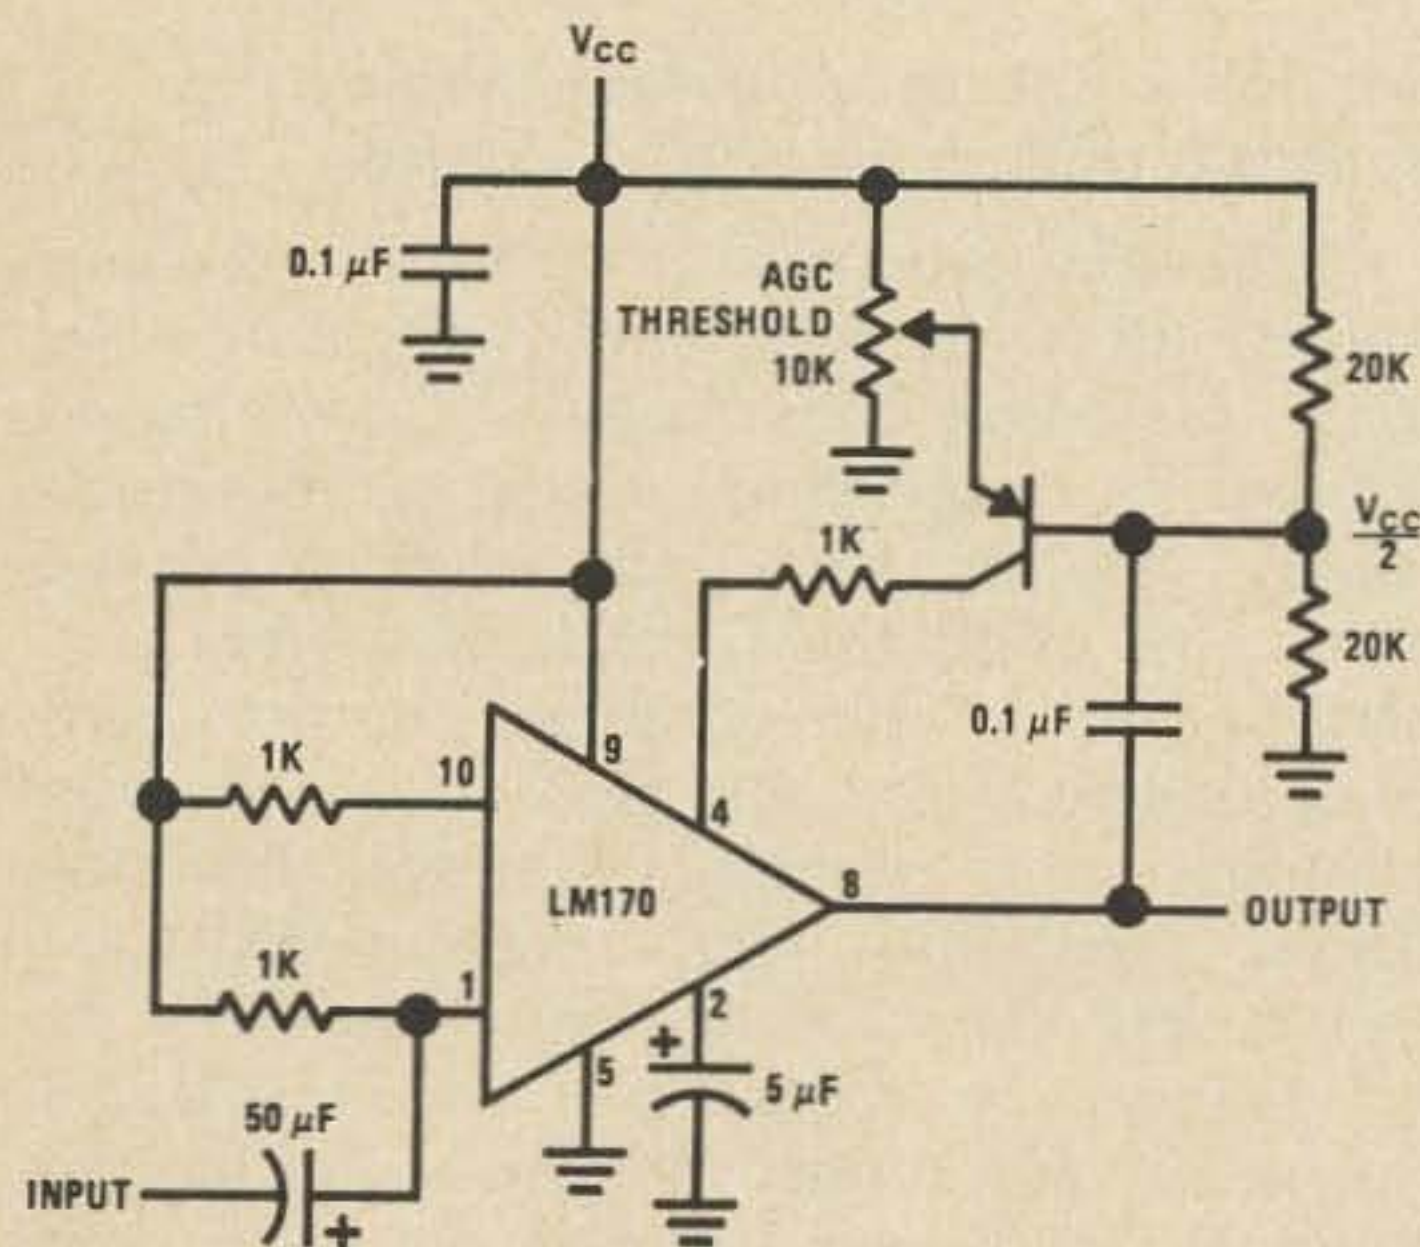 VCC
0.1 μF
AGC
THRESHOLD
10K
20K
1K
VCC
2
20K
0.1 μF
1K
10
9
4
LM170
8
OUTPUT
1K
1
2
+
5
5 μF
50 μF
INPUT
+